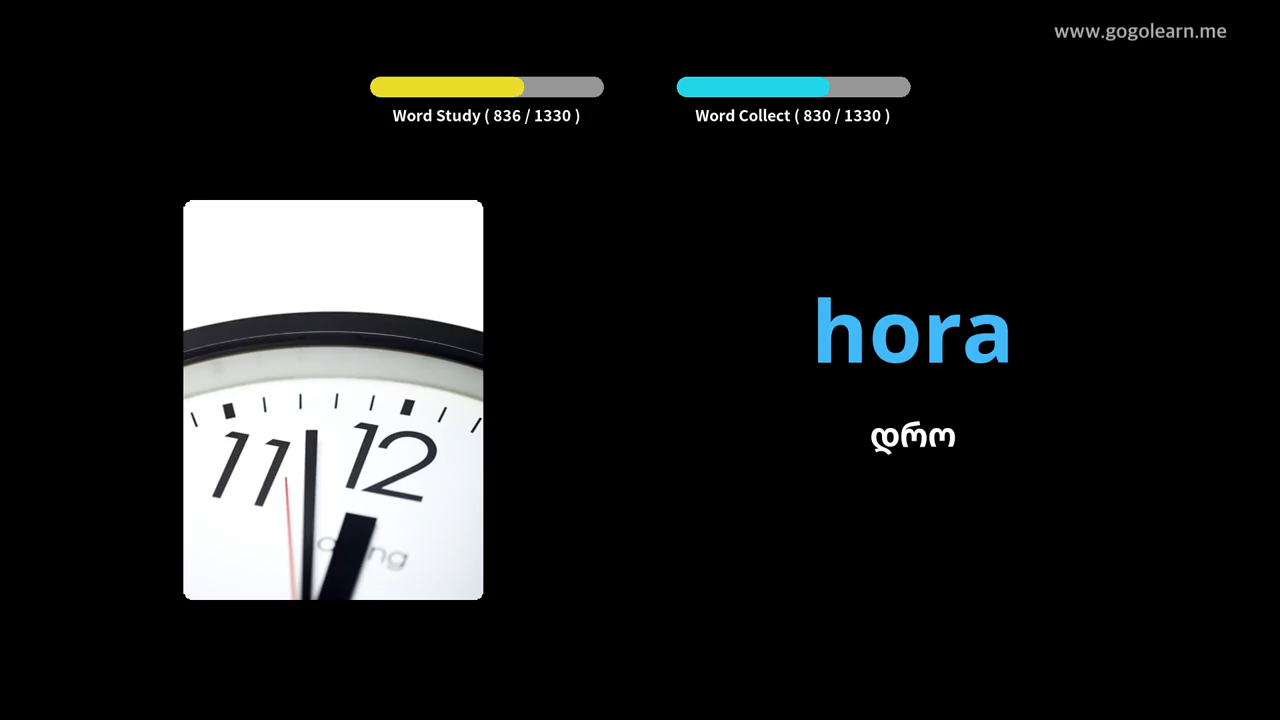 www.gogolearn.me
Word Study ( 836 / 1330 )
Word Collect ( 830 / 1330 )
11 12
hora
დრო